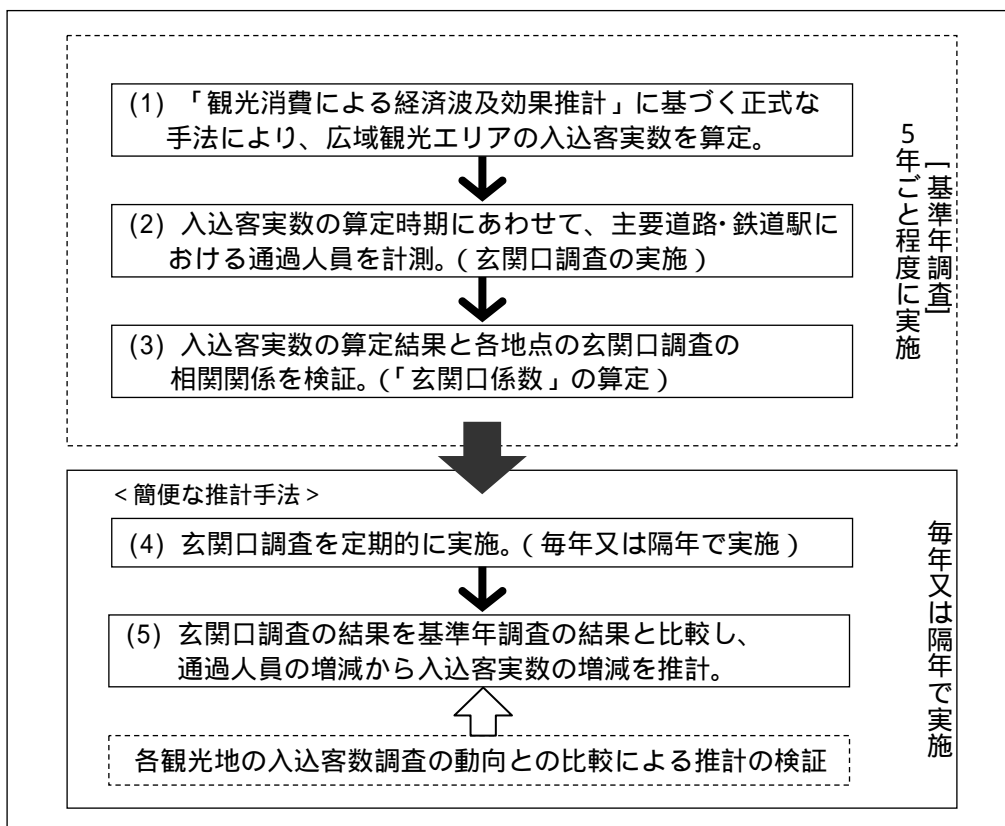 (1) 「観光消費による経済波及効果推計」に基づく正式な
手法により、広域観光エリアの入込客実数を算定。
(2) 入込客実数の算定時期にあわせて、主要道路・鉄道駅に
おける通過人員を計測。(玄関口調査の実施)
(3) 入込客実数の算定結果と各地点の玄関口調査の
相関関係を検証。(「玄関口係数」の算定)
[基準年調査]
5年ごと程度に実施
<簡便な推計手法>
(4) 玄関口調査を定期的に実施。(毎年又は隔年で実施)
(5) 玄関口調査の結果を基準年調査の結果と比較し、
通過人員の増減から入込客実数の増減を推計。
各観光地の入込客数調査の動向との比較による推計の検証
毎年又は隔年で実施